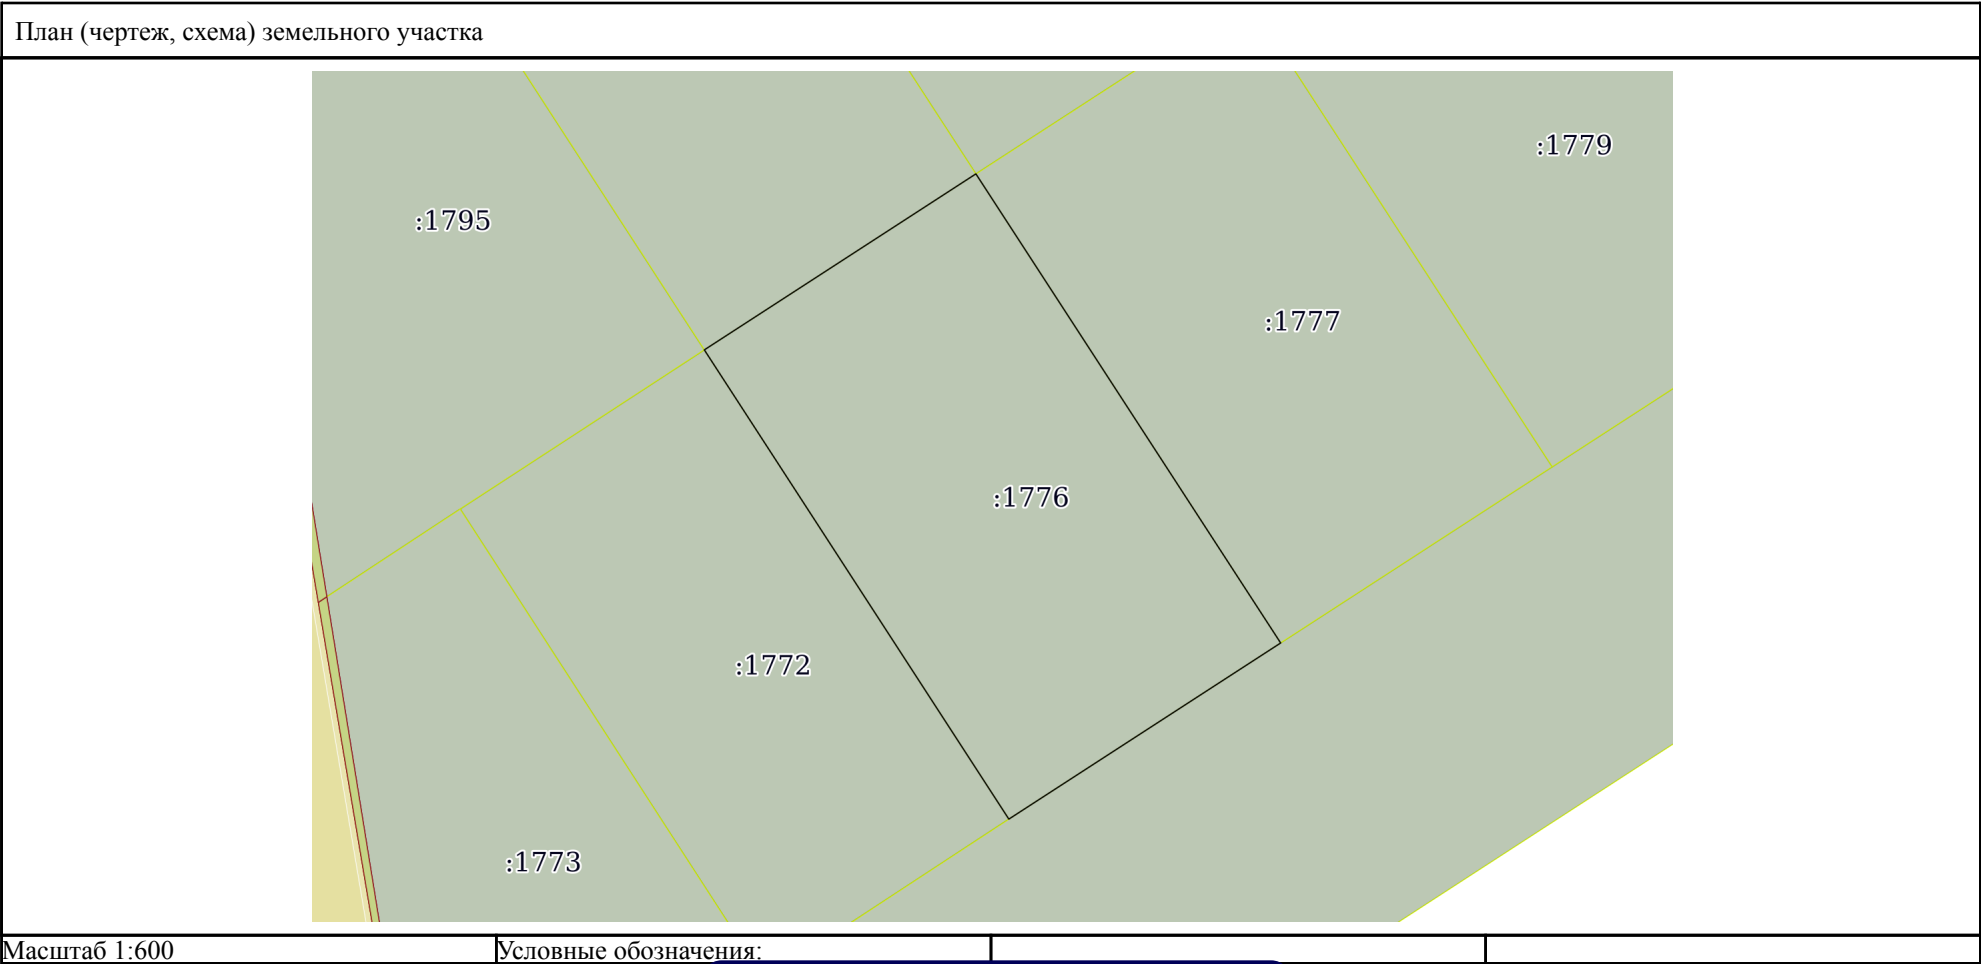 План (чертеж, схема) земельного участка
:1779
:1795
:1777
:1776
:1772
:1773
Масштаб 1:600
Условные обозначения: